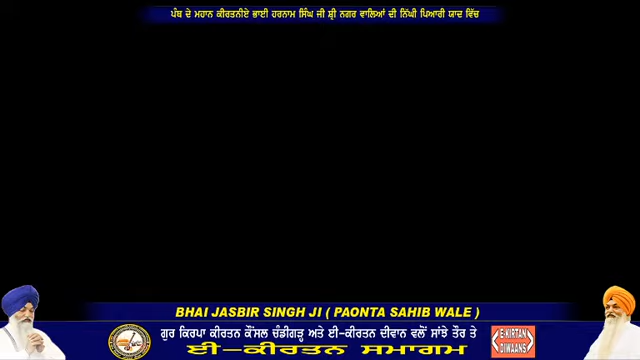 ਪੰਥ ਦੇ ਮਹਾਨ ਕੀਰਤਨੀਏ ਭਾਈ ਹਰਨਾਮ ਸਿੰਘ ਜੀ ਸ਼੍ਰੀ ਨਗਰ ਵਾਲਿਆਂ ਦੀ ਨਿੱਘੀ ਪਿਆਰੀ ਯਾਦ ਵਿੱਚ
BHAI JASBIR SINGH JI ( PAONTA SAHIB WALE )
ਗੁਰ ਕਿਰਪਾ ਕੀਰਤਨ ਕੌਂਸਲ ਚੰਡੀਗੜ੍ਹ ਅਤੇ ਈ-ਕੀਰਤਨ ਦੀਵਾਨ ਵਲੋਂ ਸਾਂਝੇ ਤੌਰ ਤੇ
ਈ-ਕੀਰਤਨ ਸਮਾਗਮ
E-KIRTAN
DIWAANS